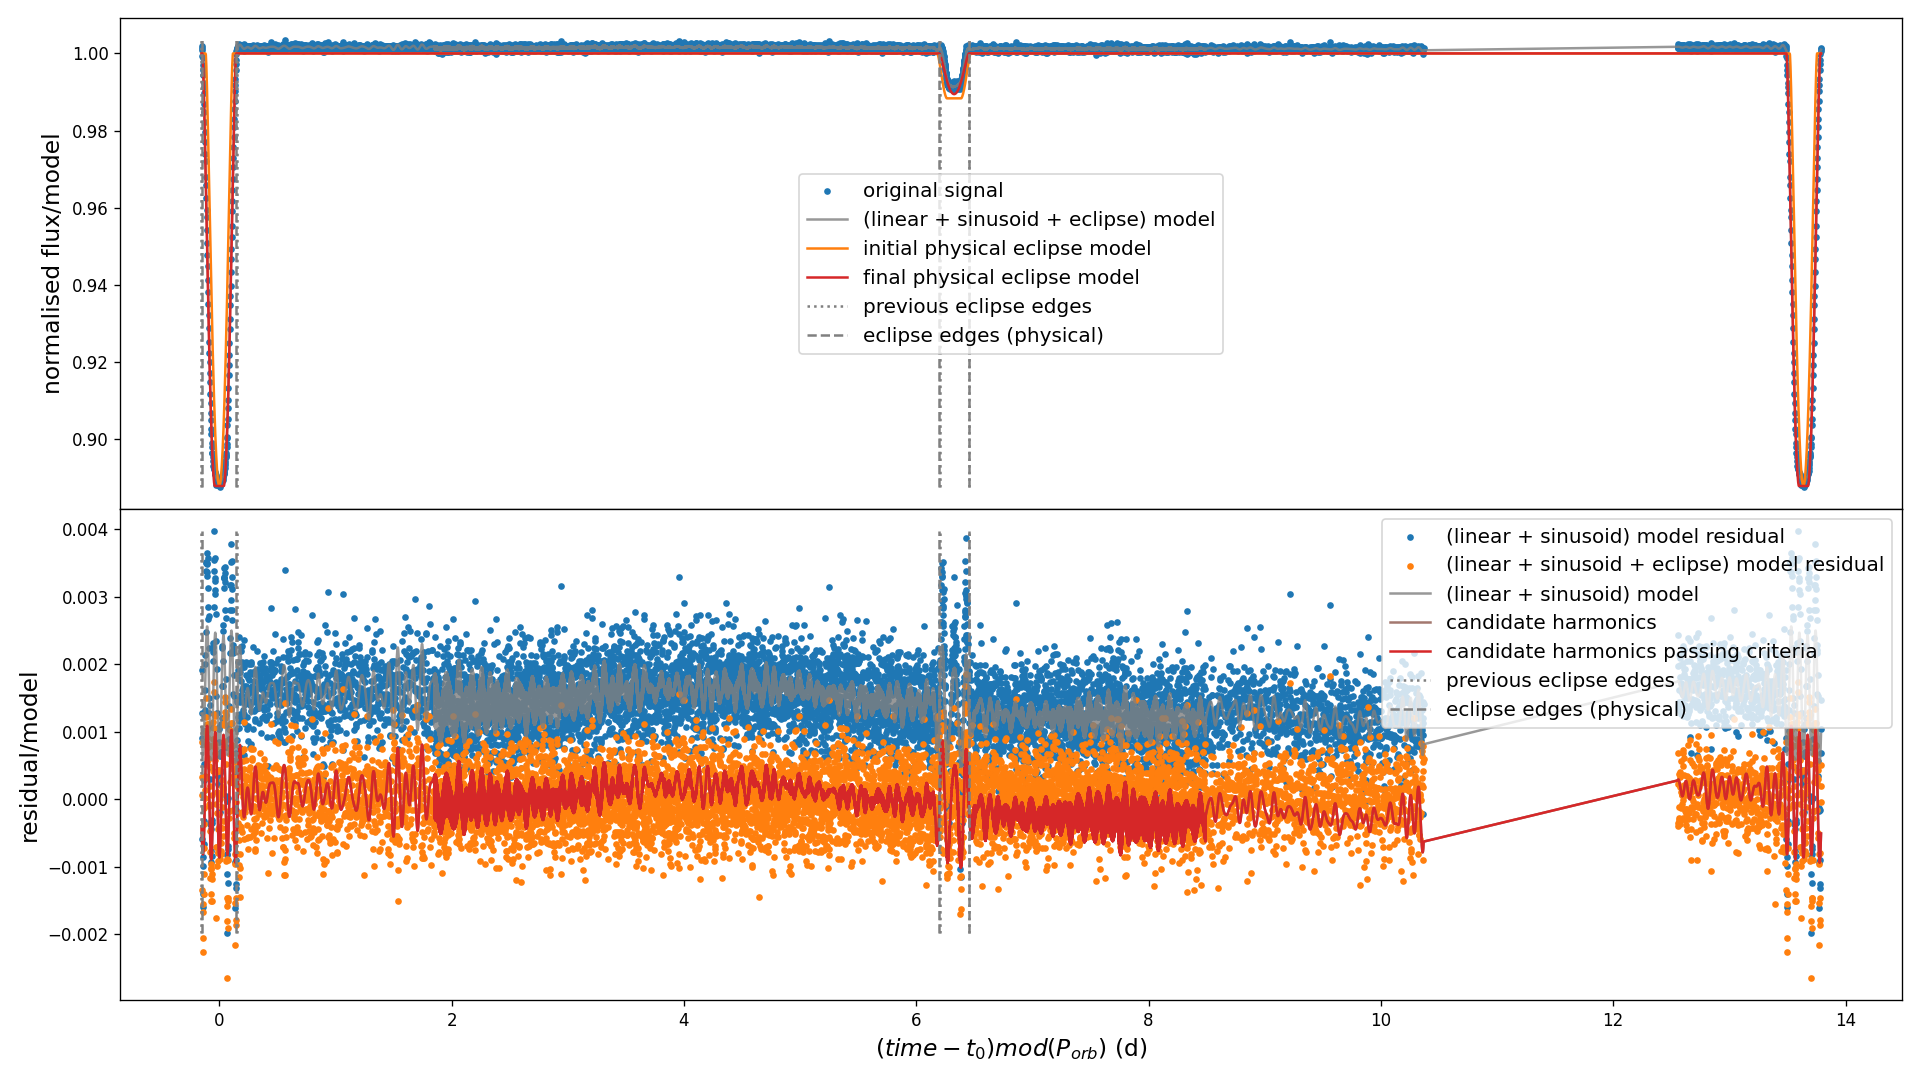 normalised flux/model
1.00
0.98
0.96
0.94
0.92
0.90
original signal
(linear + sinusoid + eclipse) model
initial physical eclipse model
final physical eclipse model
previous eclipse edges
eclipse edges (physical)
residual/model
0.004
0.003
0.002
0.001
0.000
−0.001
−0.002
(linear + sinusoid) model residual
(linear + sinusoid + eclipse) model residual
(linear + sinusoid) model
candidate harmonics
candidate harmonics passing criteria
previous eclipse edges
eclipse edges (physical)
0 2 4 6 8 10 12 14
(time − t₀)mod(P_orb) (d)